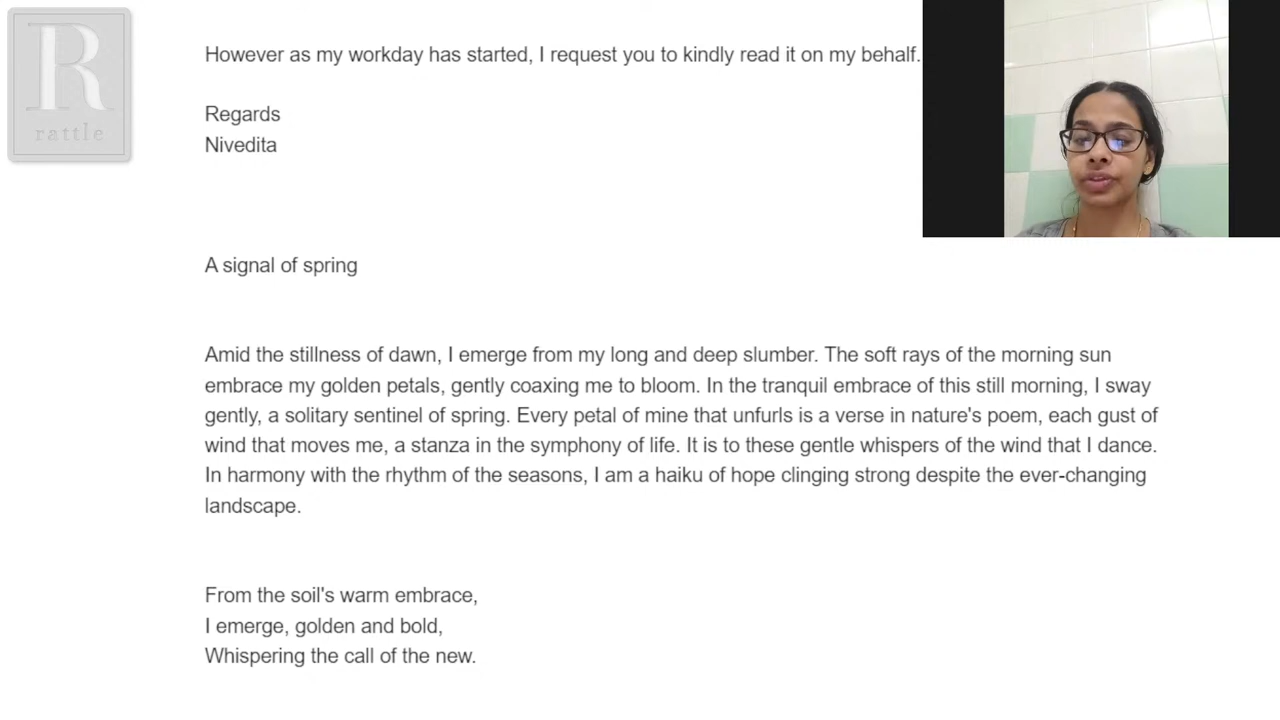 R
rattle
However as my workday has started, I request you to kindly read it on my behalf.
Regards
Nivedita
A signal of spring
Amid the stillness of dawn, I emerge from my long and deep slumber. The soft rays of the morning sun
embrace my golden petals, gently coaxing me to bloom. In the tranquil embrace of this still morning, I sway
gently, a solitary sentinel of spring. Every petal of mine that unfurls is a verse in nature's poem, each gust of
wind that moves me, a stanza in the symphony of life. It is to these gentle whispers of the wind that I dance.
In harmony with the rhythm of the seasons, I am a haiku of hope clinging strong despite the ever-changing
landscape.
From the soil's warm embrace,
I emerge, golden and bold,
Whispering the call of the new.